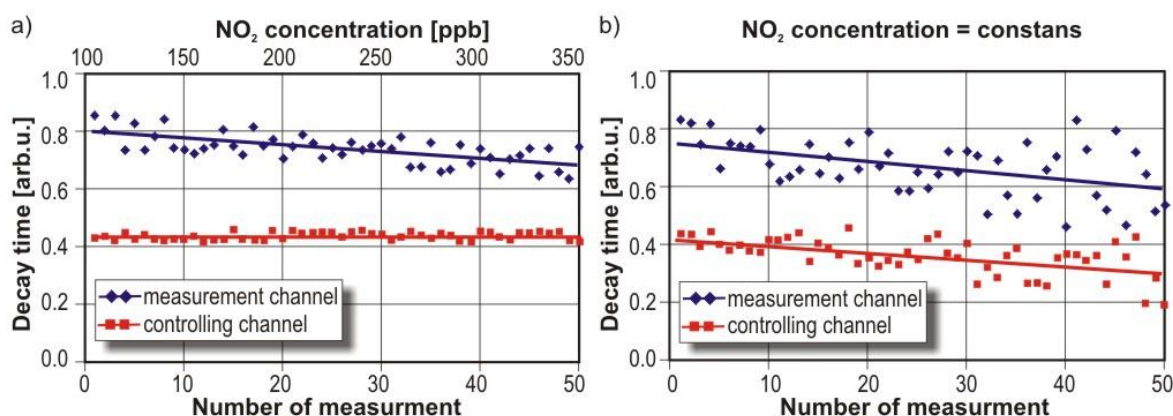 a)
NO₂ concentration [ppb]
100 150 200 250 300 350
1.0
0.8
0.6
0.4
0.2
0.0
Decay time [arb.u.]
measurement channel
controlling channel
0 10 20 30 40 50
Number of measurment
b)
NO₂ concentration = constans
1.0
0.8
0.6
0.4
0.2
0.0
Decay time [arb.u.]
measurement channel
controlling channel
0 10 20 30 40 50
Number of measurment